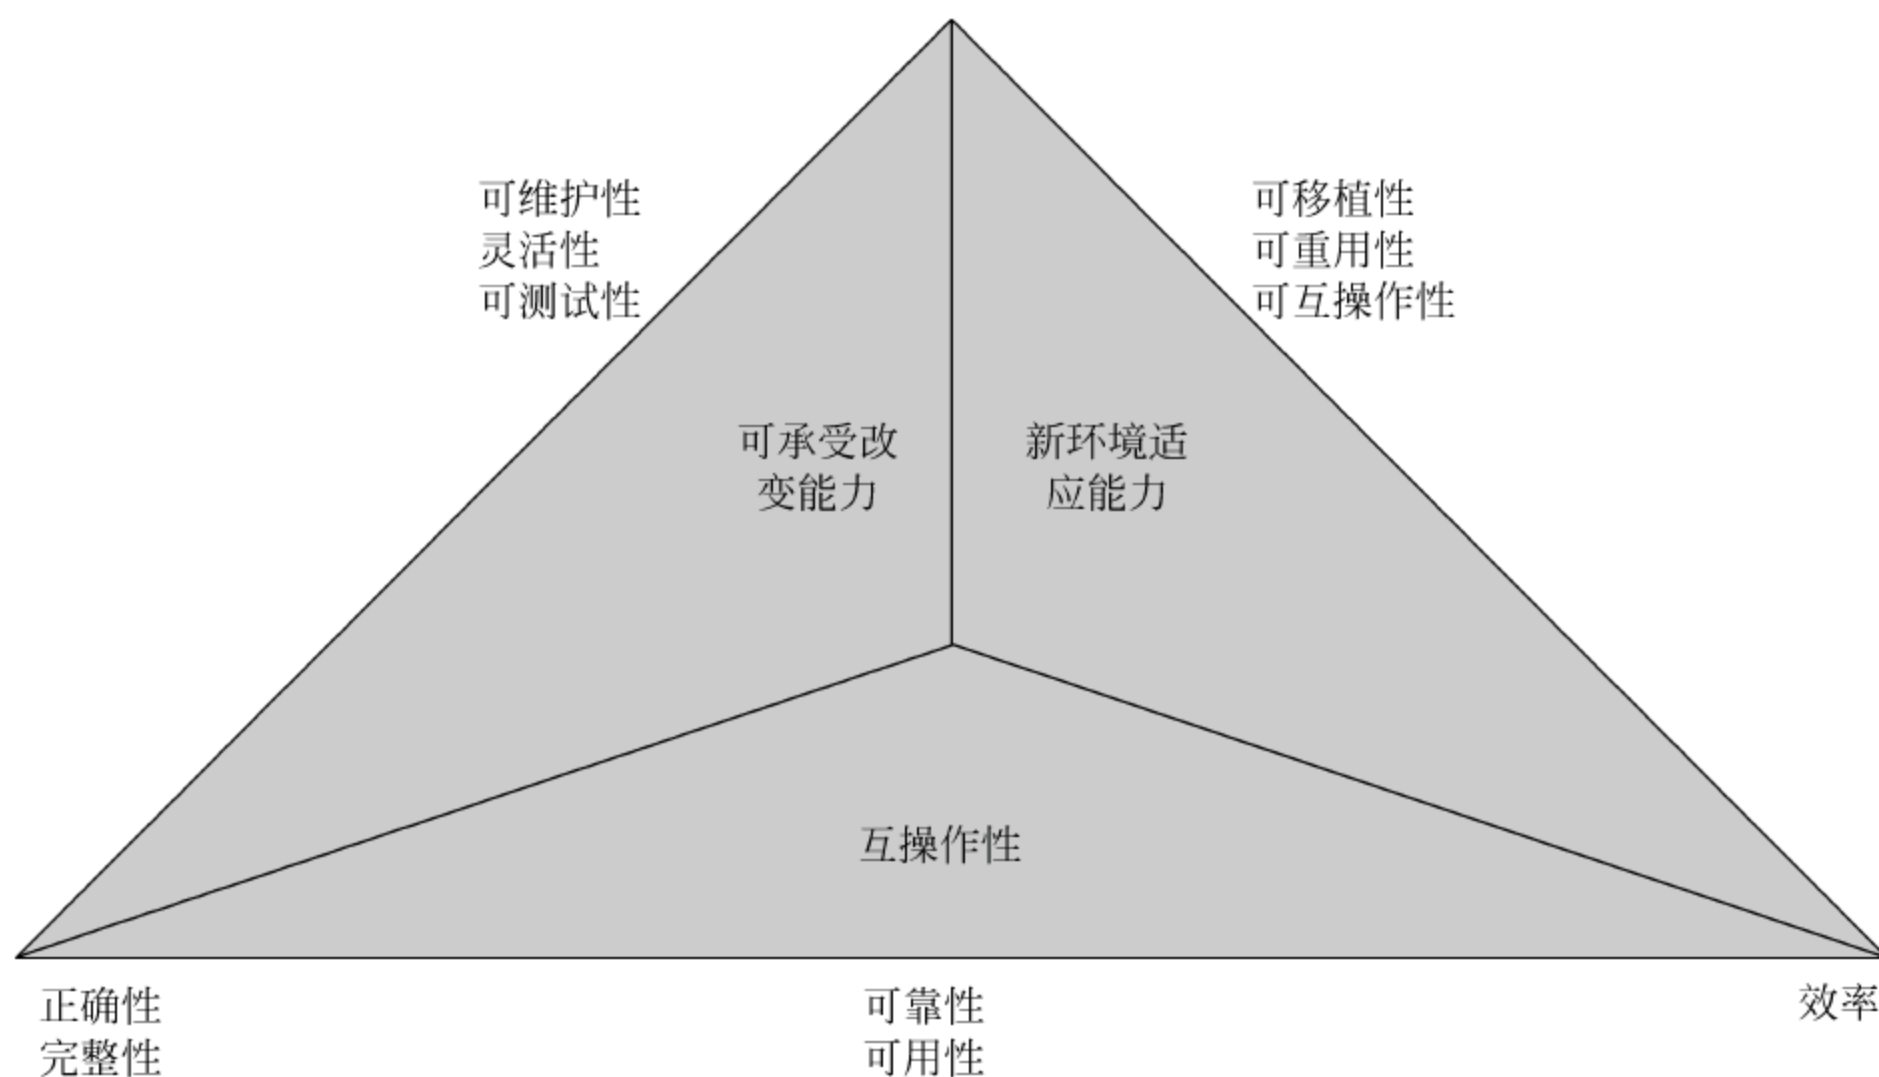 可维护性
灵活性
可测试性
可移植性
可重用性
可互操作性
可承受改
变能力
新环境适
应能力
互操作性
正确性
完整性
可靠性
可用性
效率